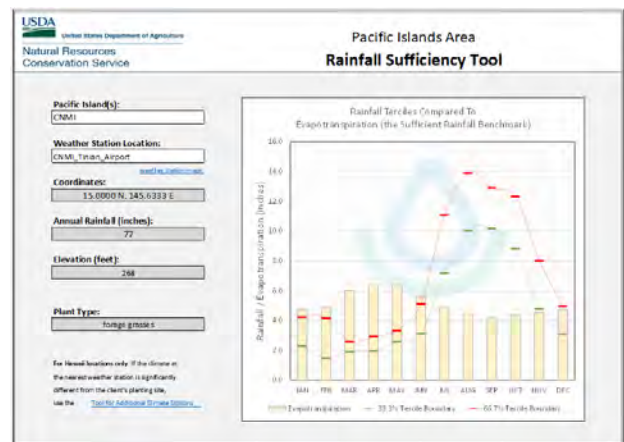 USDA
United States Department of Agriculture
Natural Resources
Conservation Service
Pacific Islands Area
Rainfall Sufficiency Tool
Pacific Island(s):
CNMI
Weather Station Location:
CNMI_Tinian_Airport
weather station maps
Coordinates:
15.0000 N, 145.6333 E
Annual Rainfall (inches):
77
Elevation (feet):
268
Plant Type:
forage grasses
For Hawaii locations only: If the climate at
the nearest weather station is significantly
different from the client's planting site,
use the Tool for Additional Climate Stations
Rainfall Terciles Compared To
Evapotranspiration (the Sufficient Rainfall Benchmark)
Rainfall / Evapotranspiration (inches)
16.0
14.0
12.0
10.0
8.0
6.0
4.0
2.0
0.0
JAN FEB MAR APR MAY JUN JUL AUG SEP OCT NOV DEC
Evapotranspiration 33.3% Tercile Boundary 66.7% Tercile Boundary